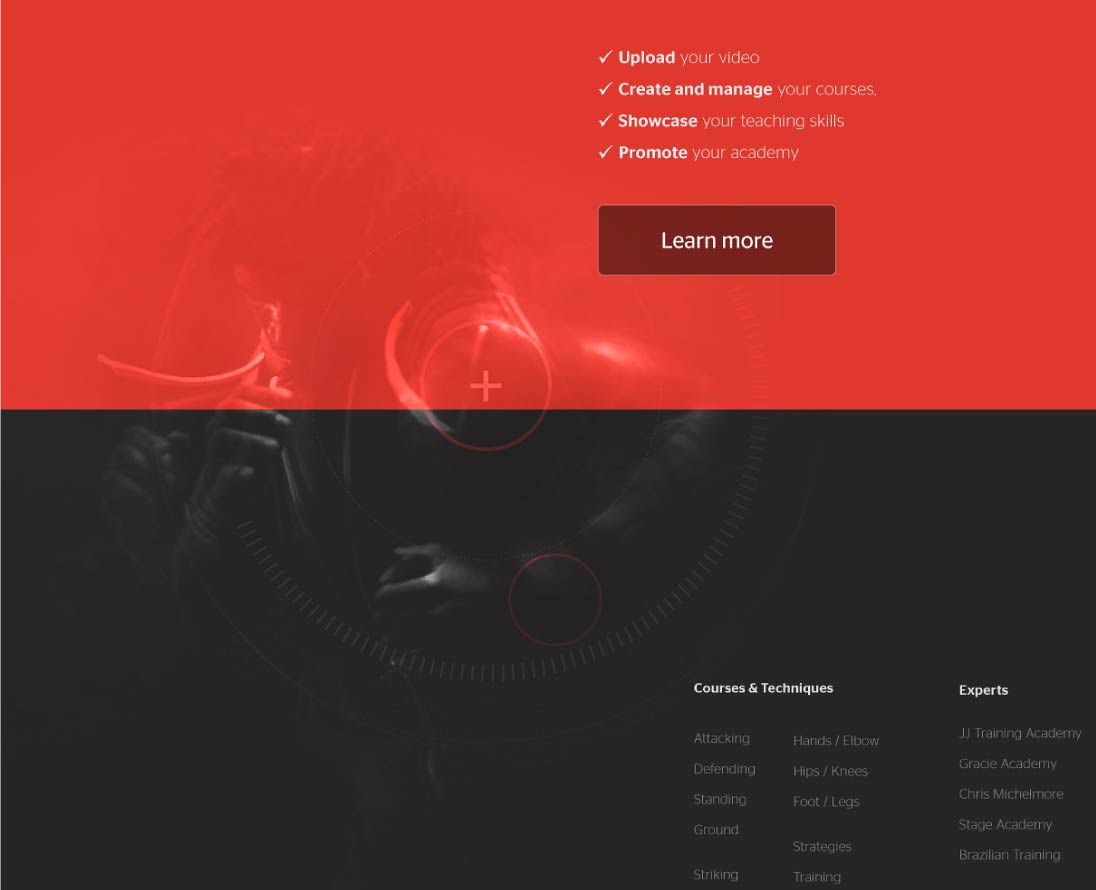 ✓ Upload your video
✓ Create and manage your courses,
✓ Showcase your teaching skills
✓ Promote your academy
Learn more
Courses & Techniques
Attacking
Defending
Standing
Ground
Striking
Hands / Elbow
Hips / Knees
Foot / Legs
Strategies
Training
Experts
JJ Training Academy
Gracie Academy
Chris Michelmore
Stage Academy
Brazilian Training